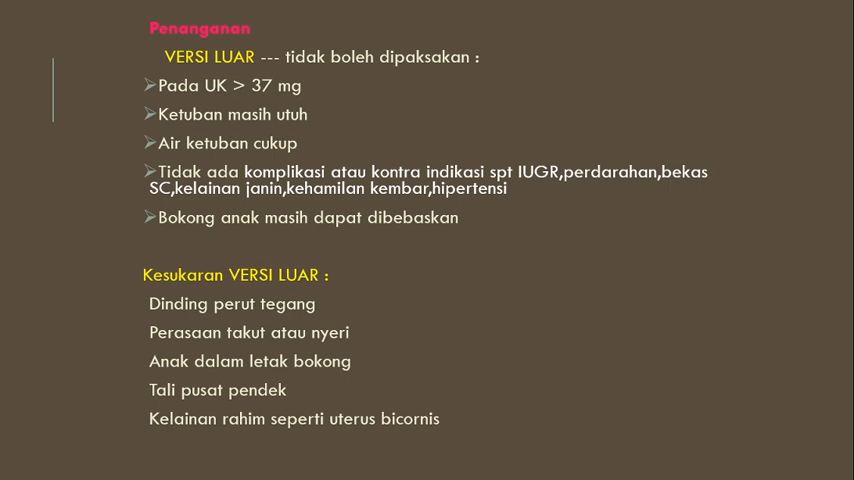 Penanganan
VERSI LUAR --- tidak boleh dipaksakan :
➢Pada UK > 37 mg
➢Ketuban masih utuh
➢Air ketuban cukup
➢Tidak ada komplikasi atau kontra indikasi spt IUGR,perdarahan,bekas
SC,kelainan janin,kehamilan kembar,hipertensi
➢Bokong anak masih dapat dibebaskan
Kesukaran VERSI LUAR :
Dinding perut tegang
Perasaan takut atau nyeri
Anak dalam letak bokong
Tali pusat pendek
Kelainan rahim seperti uterus bicornis